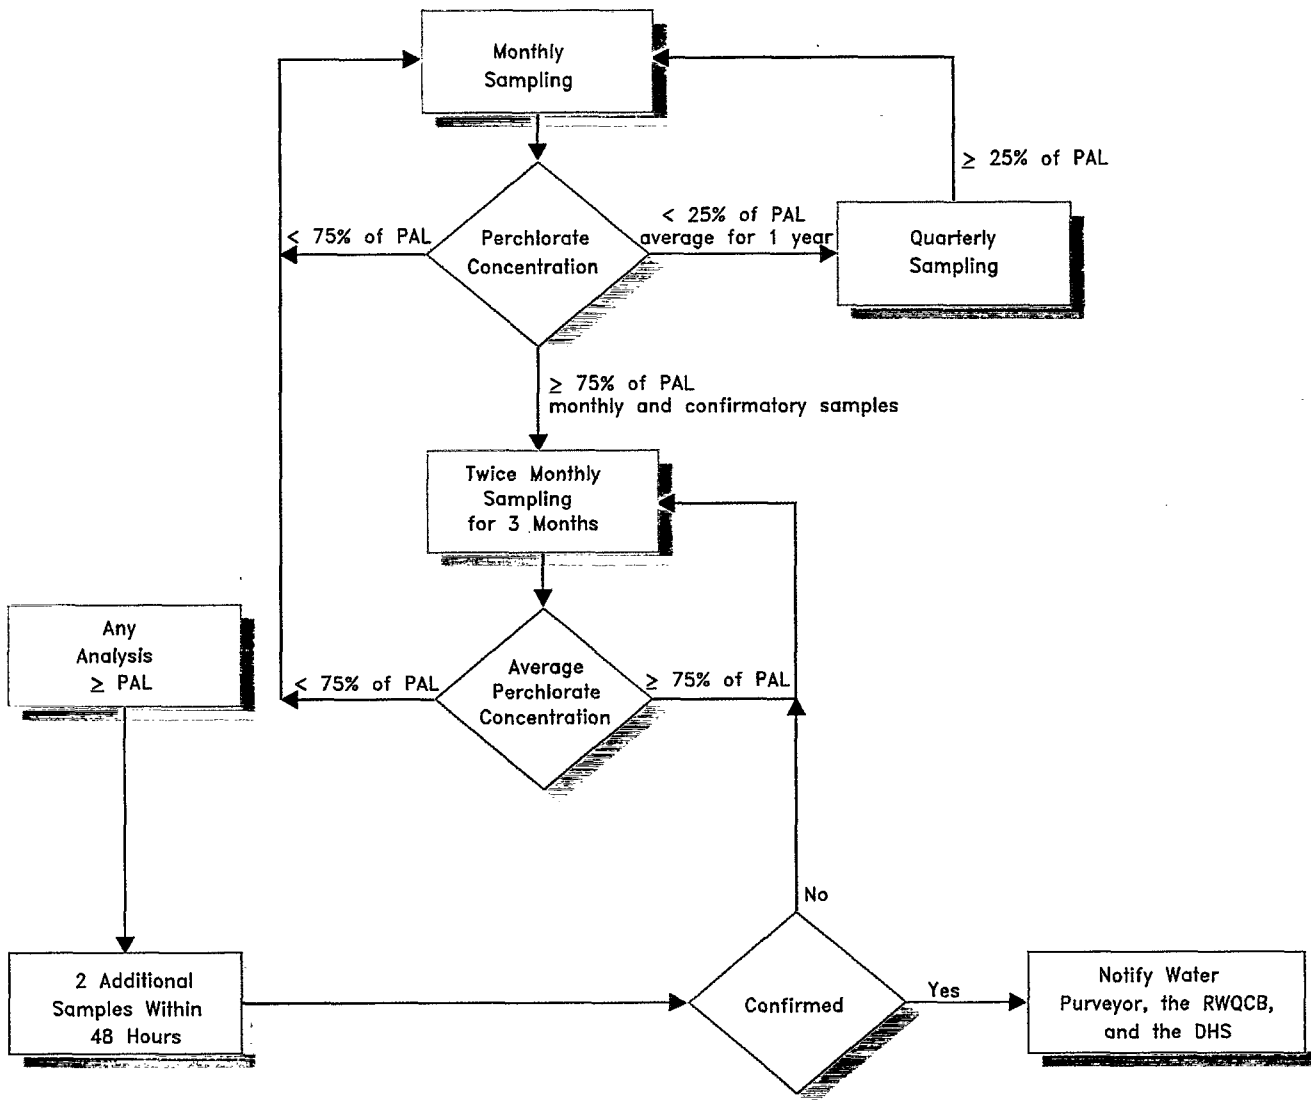 Monthly
Sampling
≥ 25% of PAL
< 75% of PAL
Perchlorate
Concentration
< 25% of PAL
average for 1 year
Quarterly
Sampling
≥ 75% of PAL
monthly and confirmatory samples
Twice Monthly
Sampling
for 3 Months
Any
Analysis
≥ PAL
< 75% of PAL
Average
Perchlorate
Concentration
≥ 75% of PAL
No
2 Additional
Samples Within
48 Hours
Confirmed
Yes
Notify Water
Purveyor, the RWQCB,
and the DHS